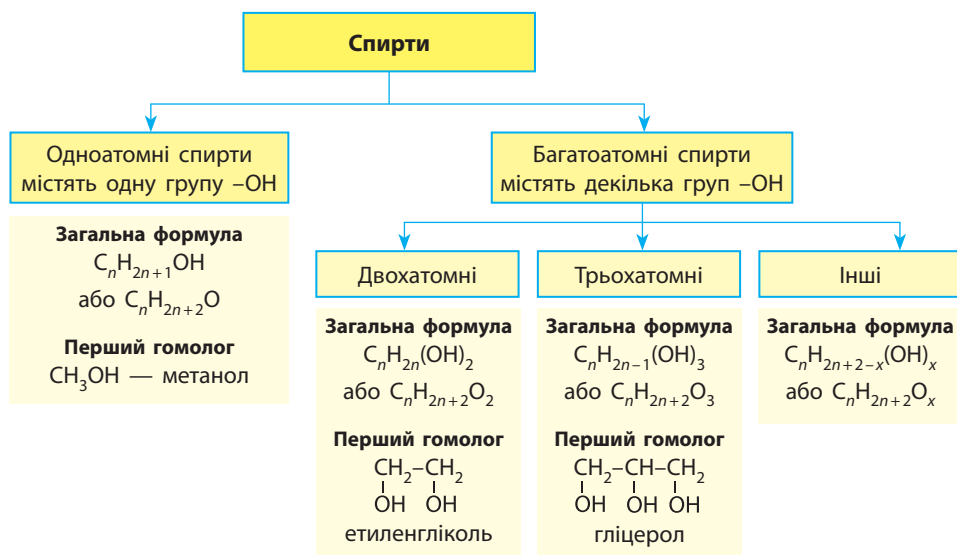 Спирти
Одноатомні спирти
містять одну групу –OH
Загальна формула
CₙH₂ₙ₊₁OH
або CₙH₂ₙ₊₂O
Перший гомолог
CH₃OH — метанол
Багатоатомні спирти
містять декілька груп –OH
Двохатомні
Загальна формула
CₙH₂ₙ(OH)₂
або CₙH₂ₙ₊₂O₂
Перший гомолог
CH₂–CH₂
OH OH
етиленгліколь
Трьохатомні
Загальна формула
CₙH₂ₙ₋₁(OH)₃
або CₙH₂ₙ₊₂O₃
Перший гомолог
CH₂–CH–CH₂
OH OH OH
гліцерол
Інші
Загальна формула
CₙH₂ₙ₊₂₋ₓ(OH)ₓ
або CₙH₂ₙ₊₂Oₓ